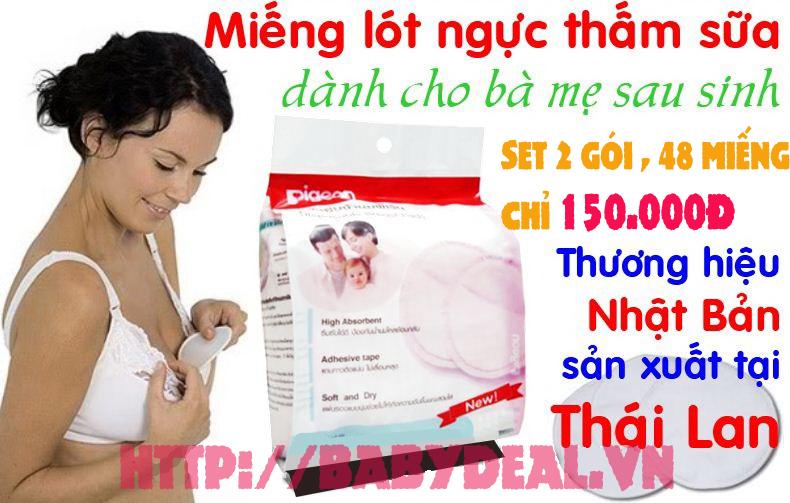 Miếng lót ngực thấm sữa
dành cho bà mẹ sau sinh
SET 2 GÓI , 48 MIẾNG
CHỈ 150.000Đ
Thương hiệu
Nhật Bản
sản xuất tại
Thái Lan
Pigeon
High Absorbent
Adhesive tape
Soft and Dry
New!
HTTP://BABYDEAL.VN